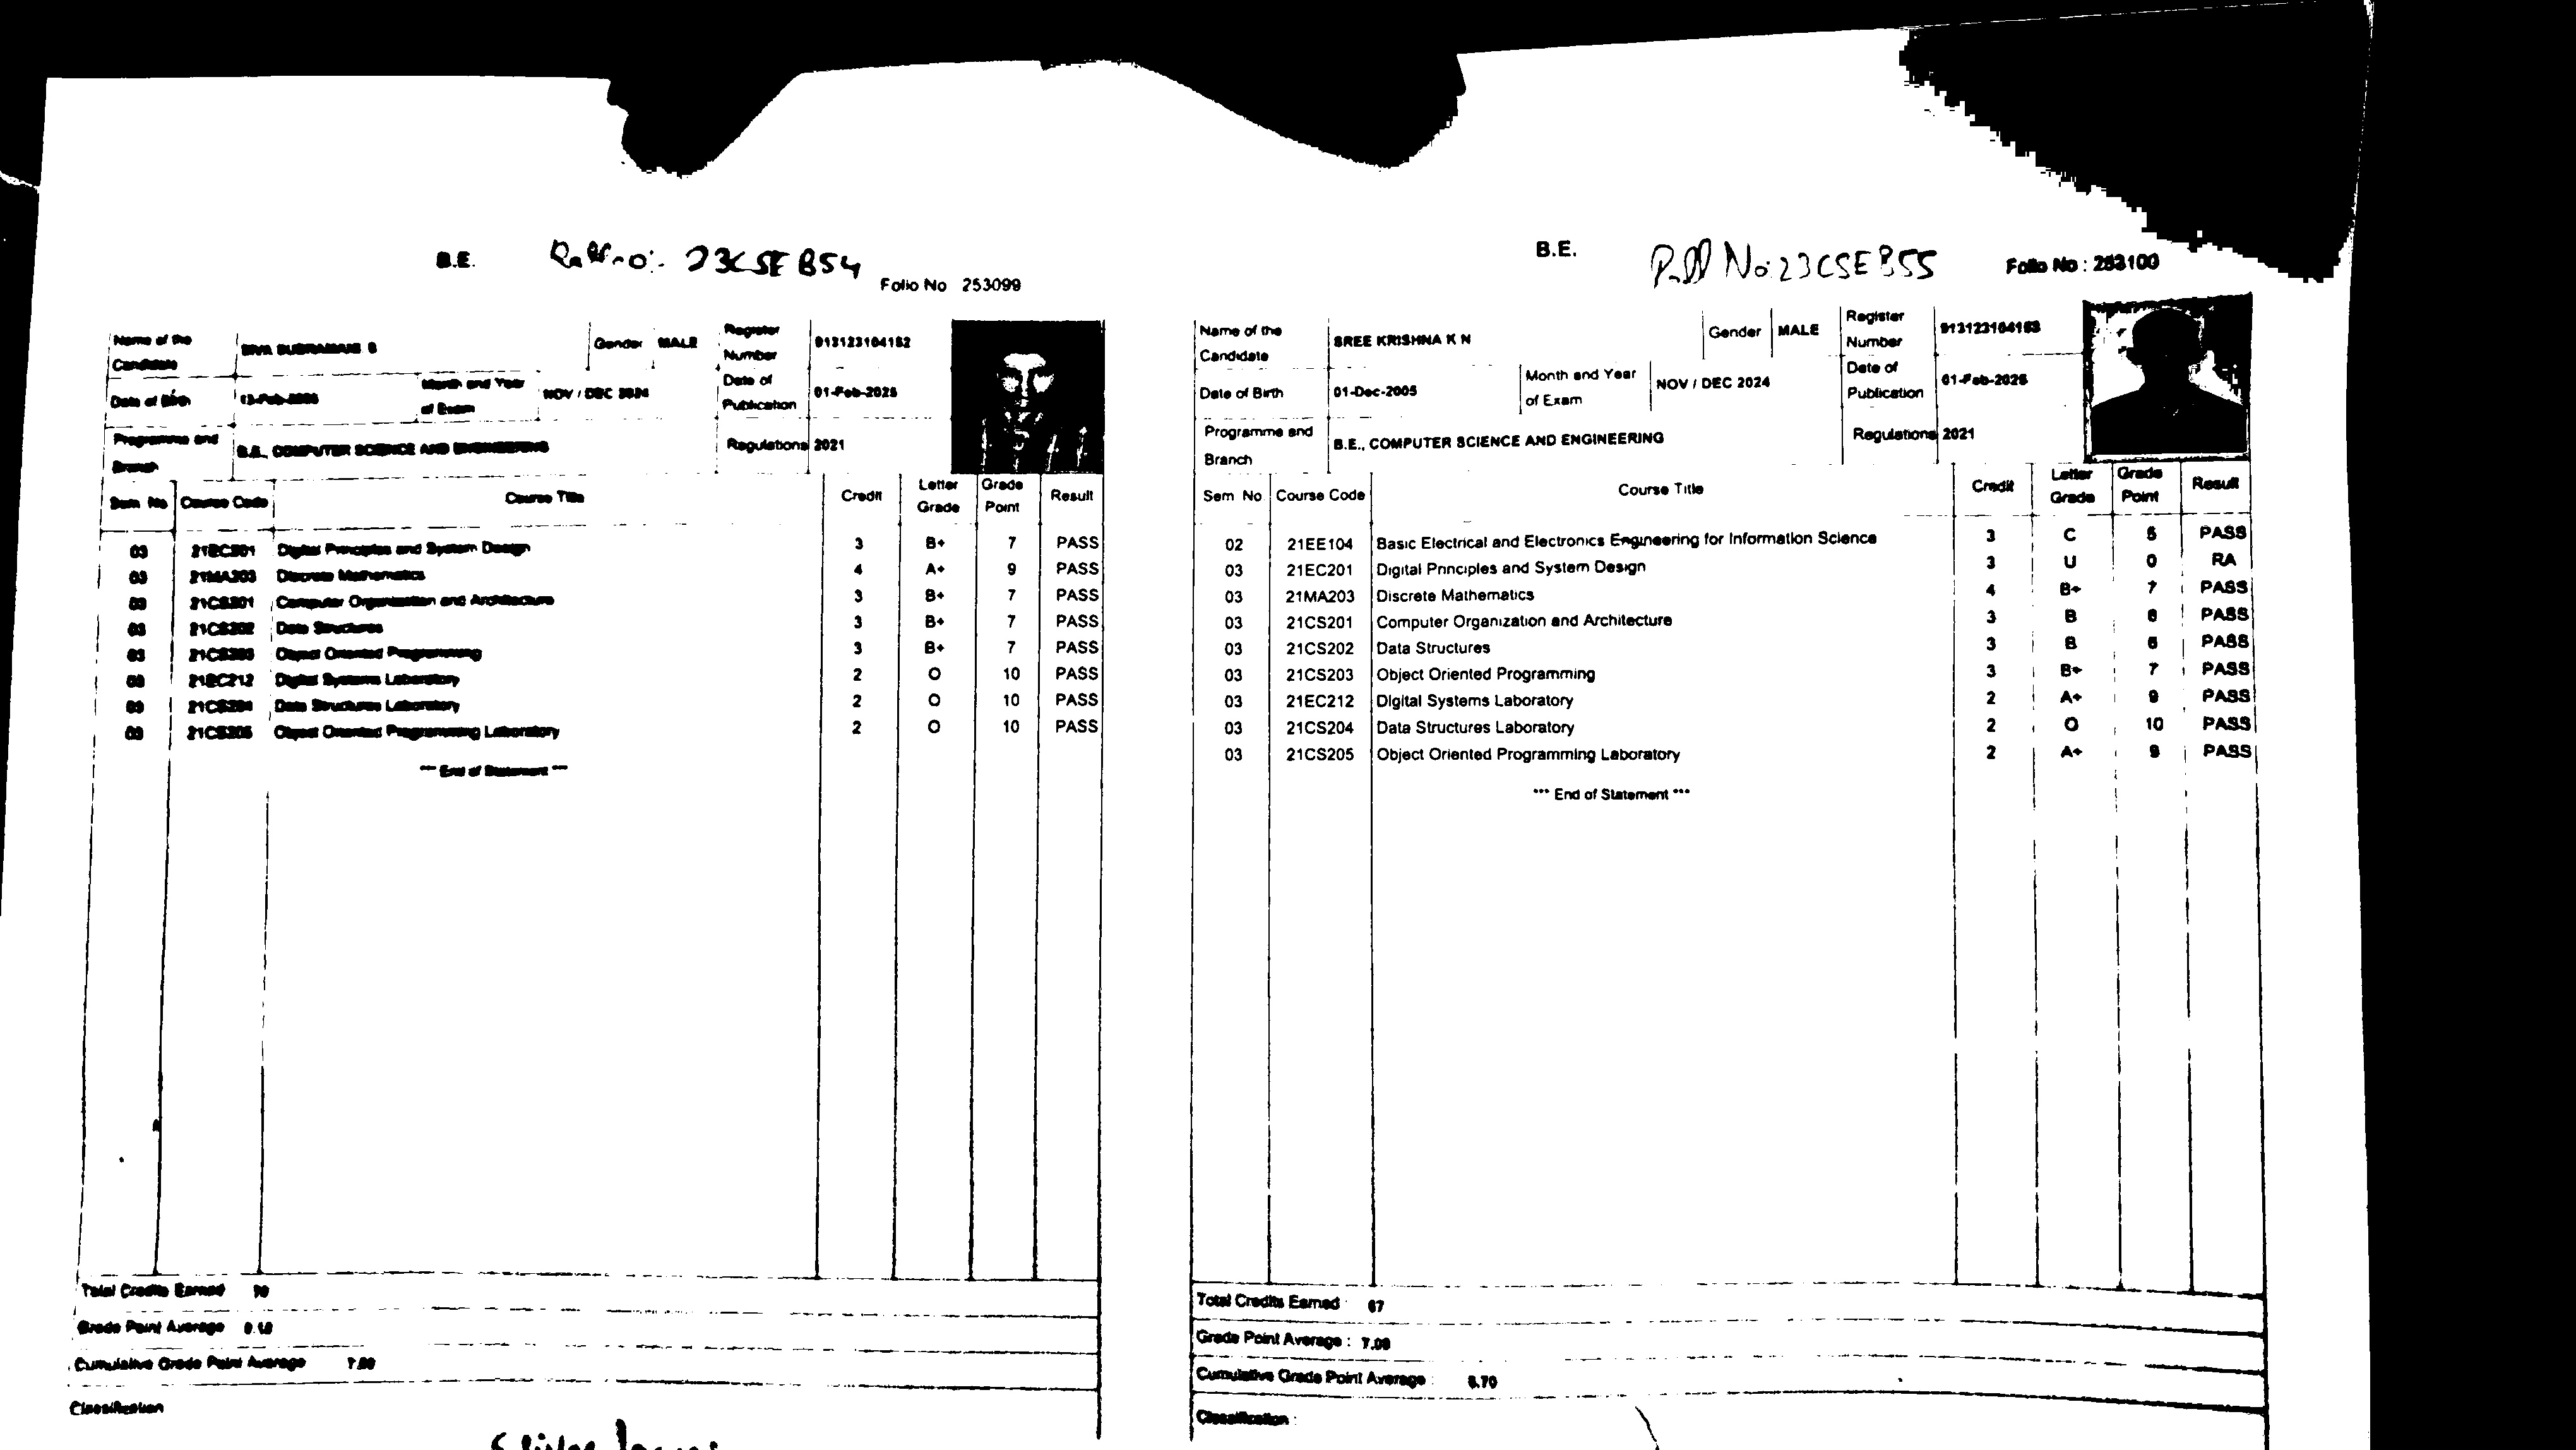 B.E.
23CSEB54
Folio No 253099
Name of the
Candidate
SIVA SUBRAMANI S
Gender MALE
Register
Number
913123104152
Date of Birth
Month and Year
of Exam
NOV / DEC 2024
Date of
Publication
01-Feb-2025
Programme and
Branch
B.E., COMPUTER SCIENCE AND ENGINEERING
Regulations 2021
Sem No Course Code Course Title Credit Letter Grade Grade Point Result
03 21EC201 Digital Principles and System Design 3 B+ 7 PASS
03 21MA203 Discrete Mathematics 4 A+ 9 PASS
03 21CS201 Computer Organization and Architecture 3 B+ 7 PASS
03 21CS202 Data Structures 3 B+ 7 PASS
03 21CS203 Object Oriented Programming 3 B+ 7 PASS
03 21EC212 Digital Systems Laboratory 2 O 10 PASS
03 21CS204 Data Structures Laboratory 2 O 10 PASS
03 21CS205 Object Oriented Programming Laboratory 2 O 10 PASS
*** End of Statement ***
Total Credits Earned
Grade Point Average
Cumulative Grade Point Average
Classification
B.E.
Roll No:23CSEB55
Folio No : 253100
Name of the
Candidate
SREE KRISHNA K N
Gender MALE
Register
Number
913123104153
Date of Birth 01-Dec-2005
Month and Year
of Exam
NOV / DEC 2024
Date of
Publication
01-Feb-2025
Programme and
Branch
B.E., COMPUTER SCIENCE AND ENGINEERING
Regulations 2021
Sem No Course Code Course Title Credit Letter Grade Grade Point Result
02 21EE104 Basic Electrical and Electronics Engineering for Information Science 3 C 5 PASS
03 21EC201 Digital Principles and System Design 3 U 0 RA
03 21MA203 Discrete Mathematics 4 B+ 7 PASS
03 21CS201 Computer Organization and Architecture 3 B 6 PASS
03 21CS202 Data Structures 3 B 6 PASS
03 21CS203 Object Oriented Programming 3 B+ 7 PASS
03 21EC212 Digital Systems Laboratory 2 A+ 9 PASS
03 21CS204 Data Structures Laboratory 2 O 10 PASS
03 21CS205 Object Oriented Programming Laboratory 2 A+ 9 PASS
*** End of Statement ***
Total Credits Earned : 67
Grade Point Average : 7.09
Cumulative Grade Point Average : 6.70
Classification :